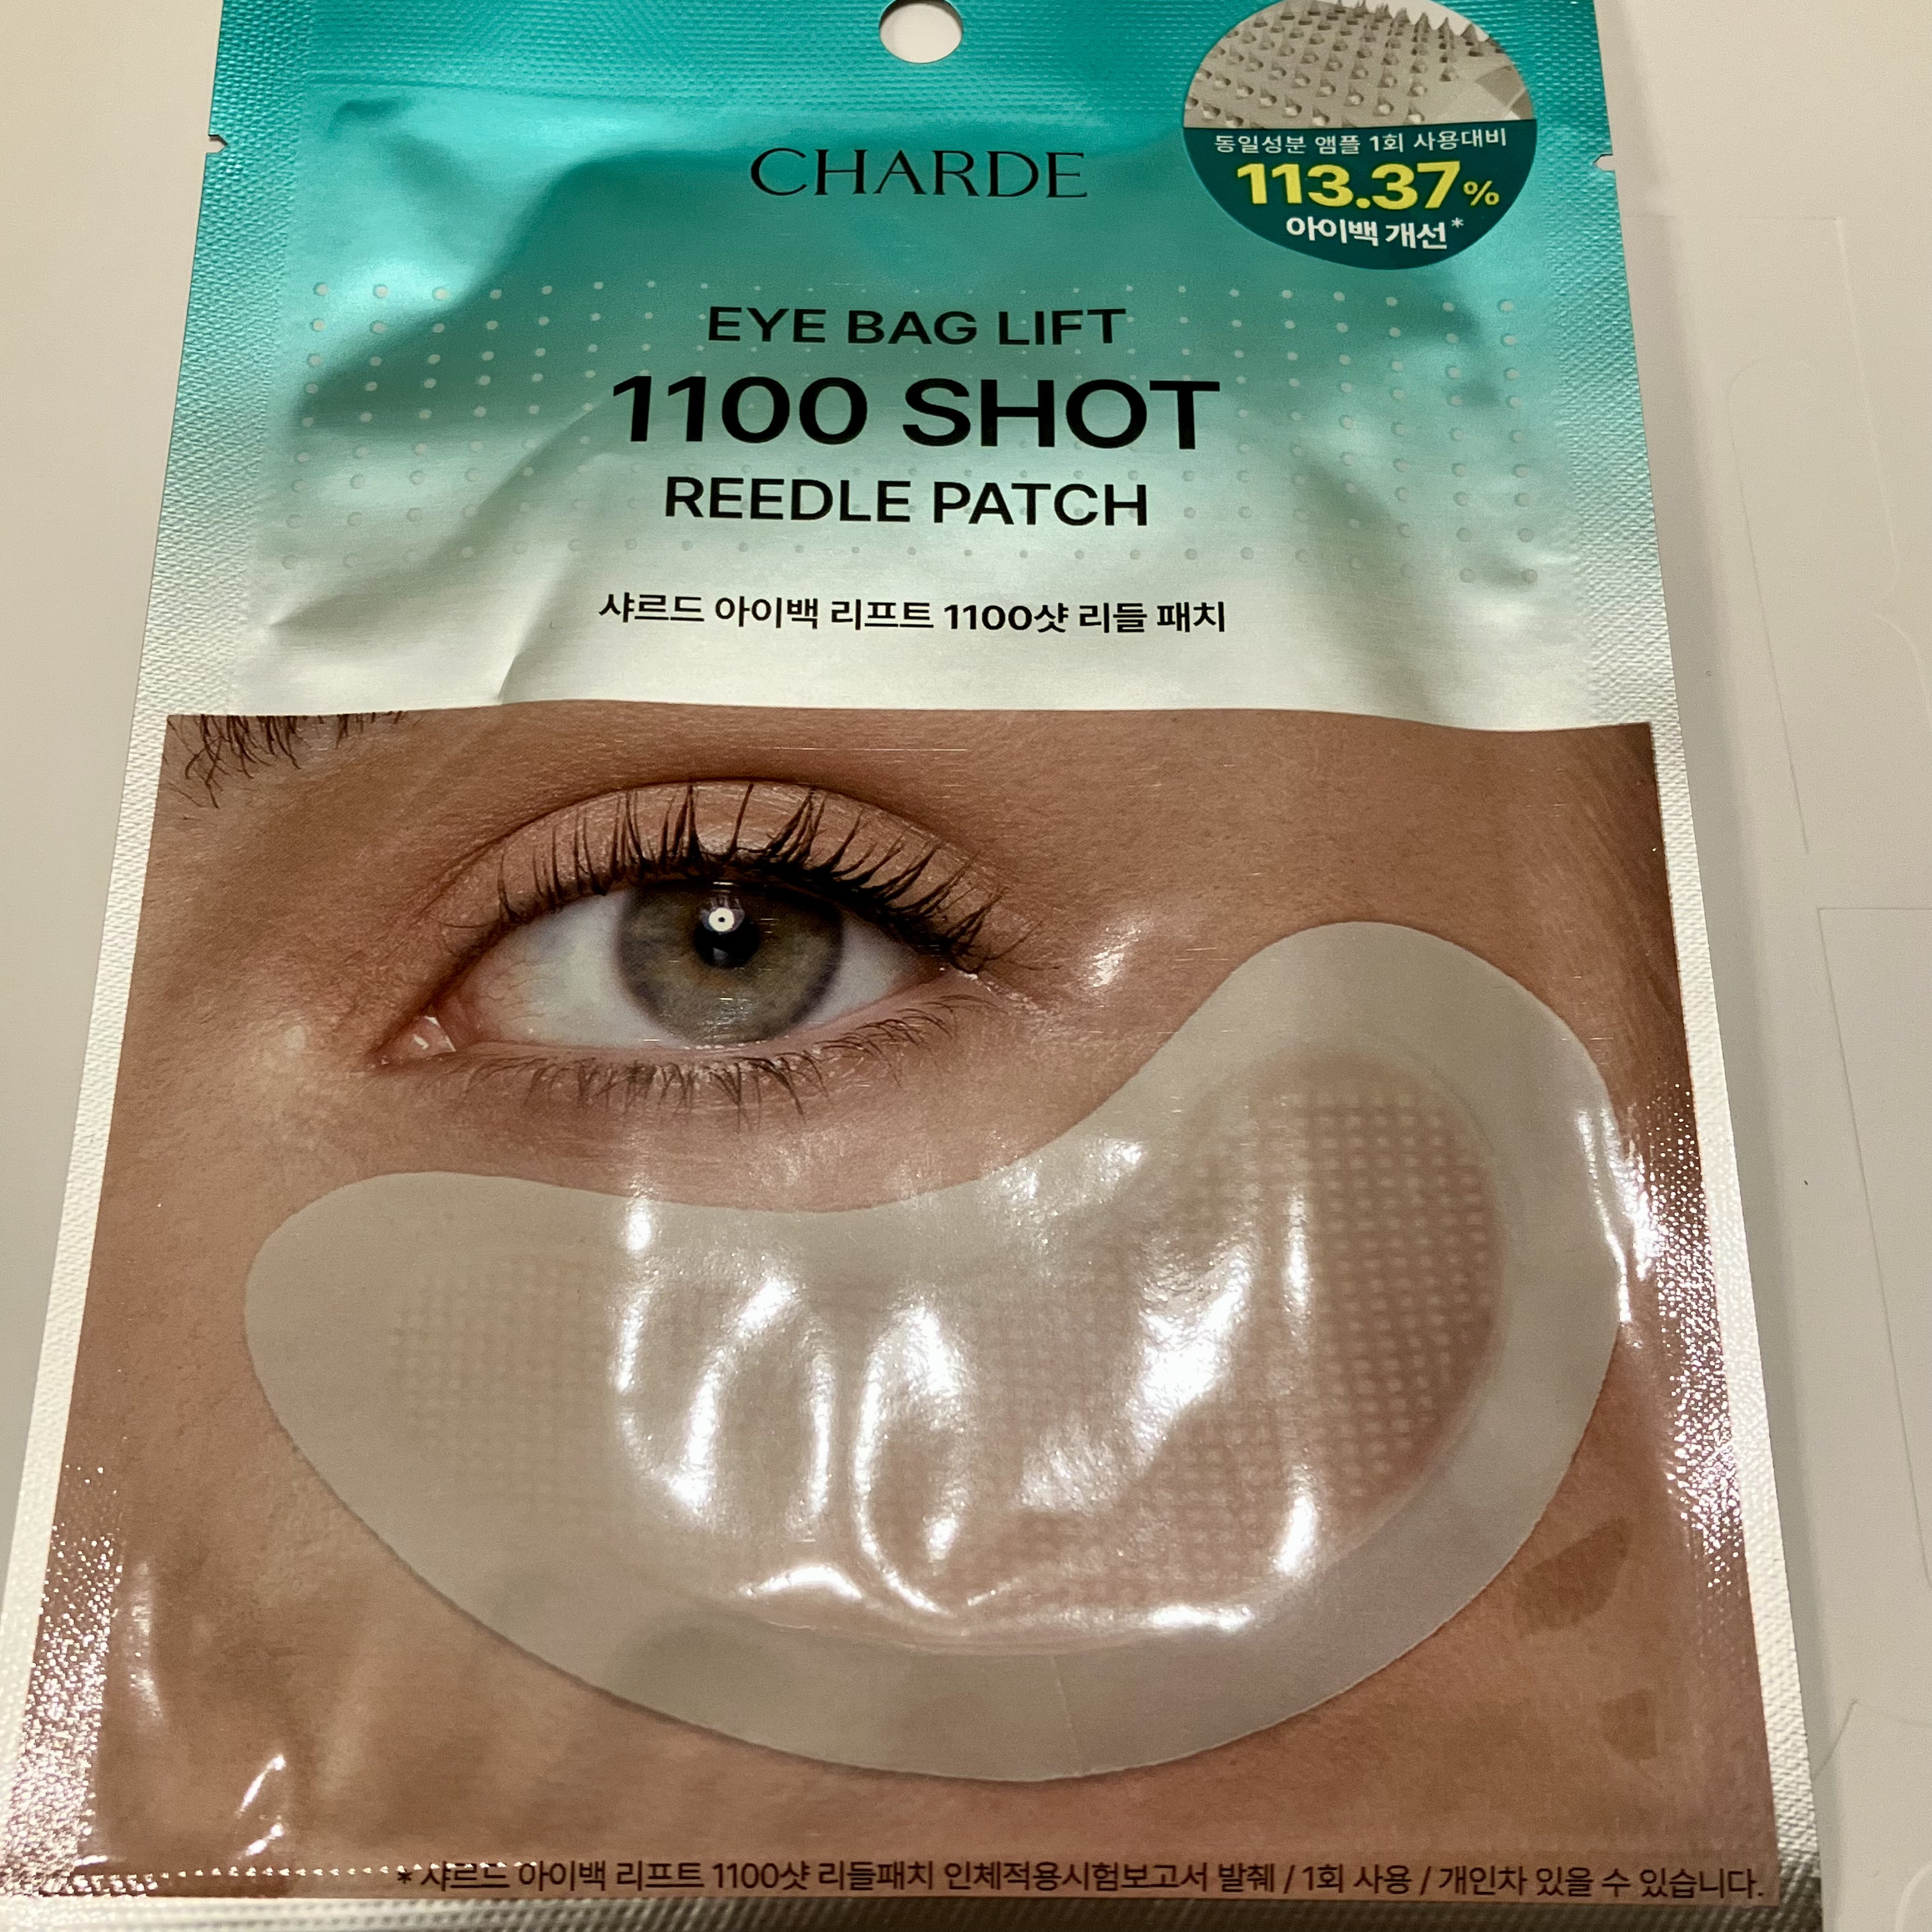 CHARDE
동일성분 앰플 1회 사용대비
113.37%
아이백 개선*
EYE BAG LIFT
1100 SHOT
REEDLE PATCH
샤르드 아이백 리프트 1100샷 리들 패치
* 샤르드 아이백 리프트 1100샷 리들패치 인체적용시험보고서 발췌 / 1회 사용 / 개인차 있을 수 있습니다.